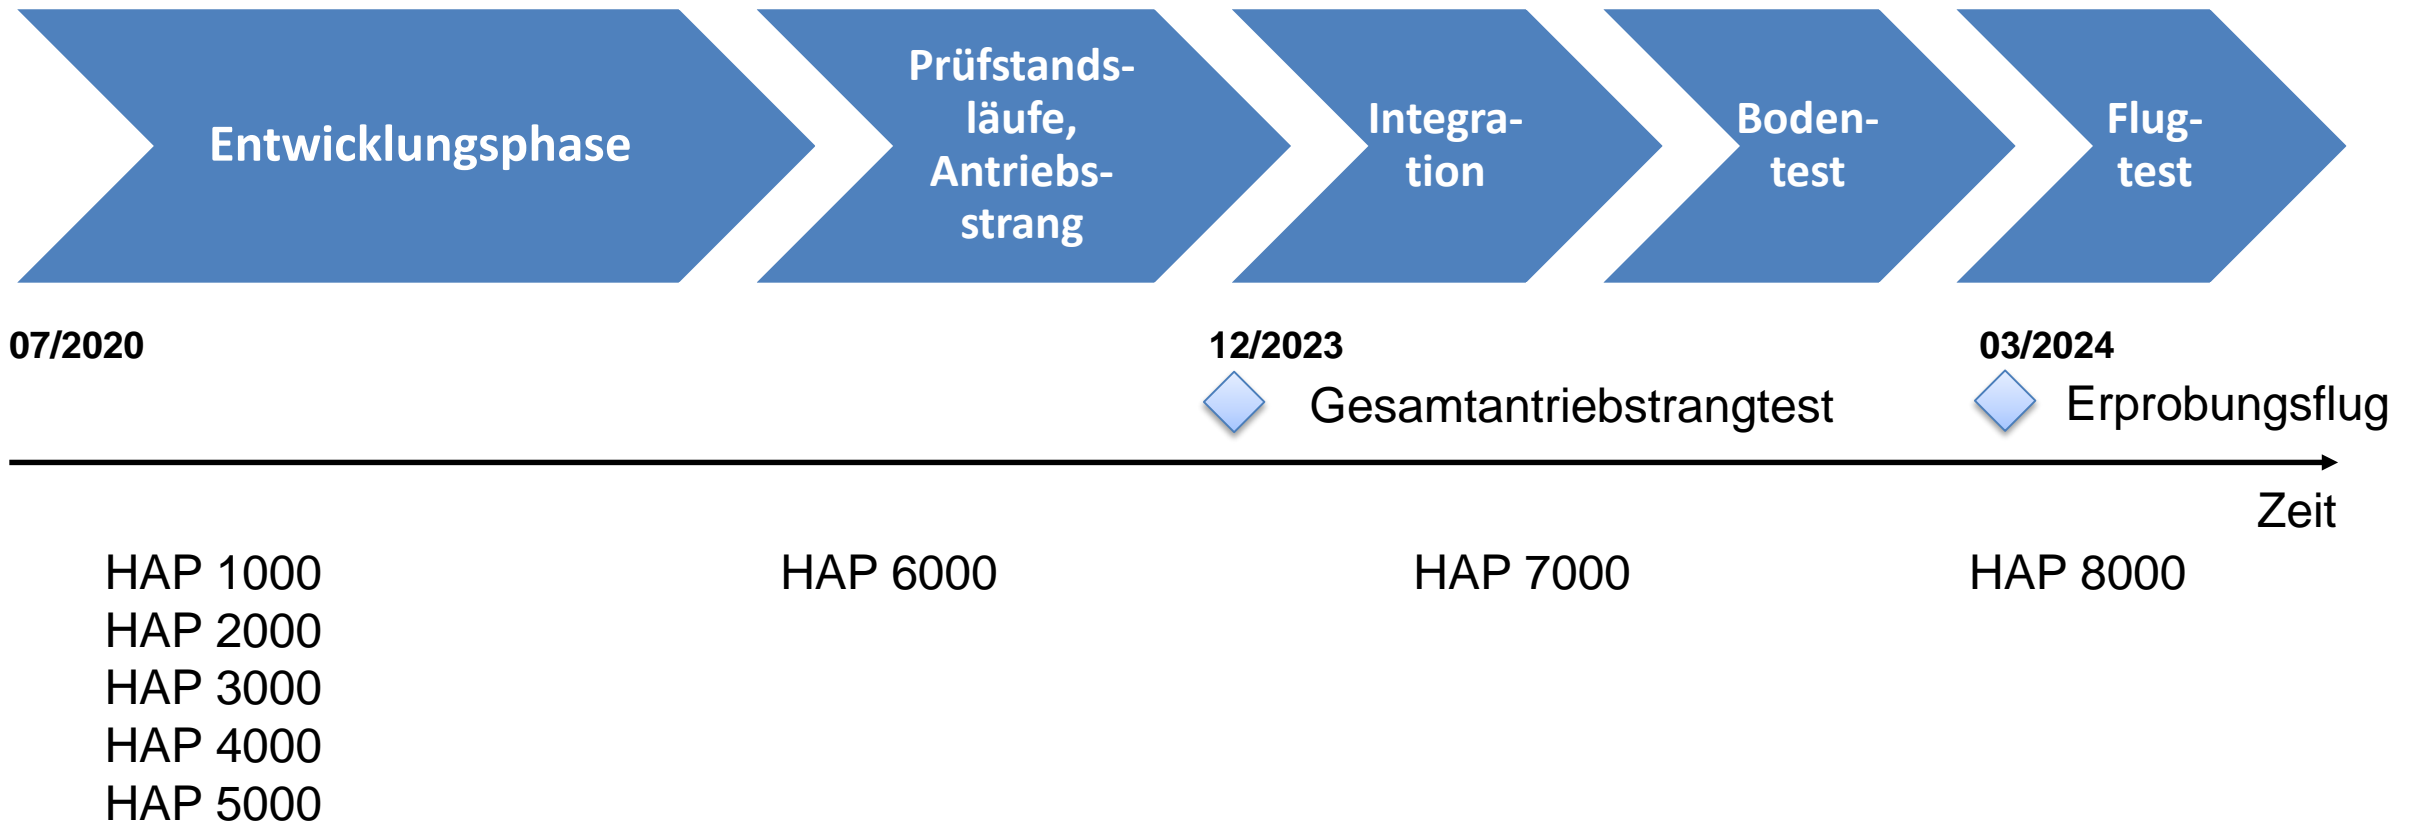 Entwicklungsphase
Prüfstands-
läufe,
Antriebs-
strang
Integra-
tion
Boden-
test
Flug-
test
07/2020
12/2023
03/2024
Gesamtantriebstrangtest
Erprobungsflug
Zeit
HAP 1000
HAP 2000
HAP 3000
HAP 4000
HAP 5000
HAP 6000
HAP 7000
HAP 8000